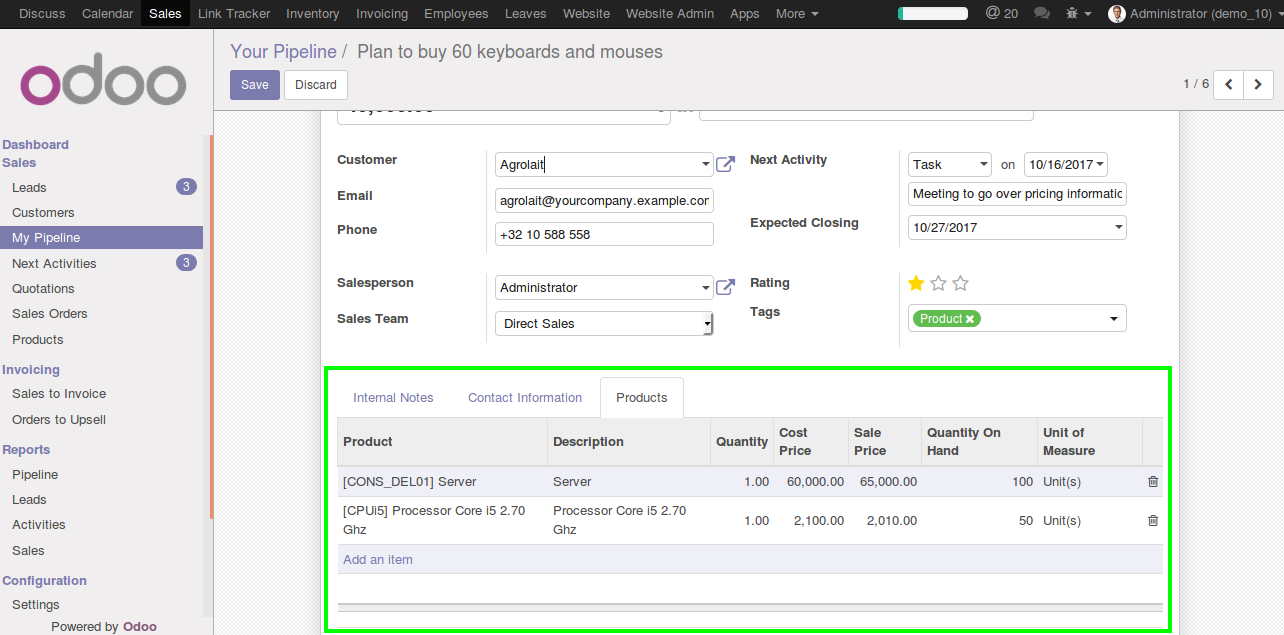 Discuss Calendar Sales Link Tracker Inventory Invoicing Employees Leaves Website Website Admin Apps More @ 20 Administrator (demo_10)
odoo
Your Pipeline / Plan to buy 60 keyboards and mouses
Save Discard
1 / 6
Dashboard
Sales
Leads 3
Customers
My Pipeline
Next Activities 3
Quotations
Sales Orders
Products
Invoicing
Sales to Invoice
Orders to Upsell
Reports
Pipeline
Leads
Activities
Sales
Configuration
Settings
Powered by Odoo
Customer Agrolait
Email agrolait@yourcompany.example.com
Phone +32 10 588 558
Next Activity Task on 10/16/2017
Meeting to go over pricing informatic
Expected Closing 10/27/2017
Salesperson Administrator
Sales Team Direct Sales
Rating
Tags Product
Internal Notes Contact Information Products
Product Description Quantity Cost Price Sale Price Quantity On Hand Unit of Measure
[CONS_DEL01] Server Server 1.00 60,000.00 65,000.00 100 Unit(s)
[CPUi5] Processor Core i5 2.70 Ghz Processor Core i5 2.70 Ghz 1.00 2,100.00 2,010.00 50 Unit(s)
Add an item